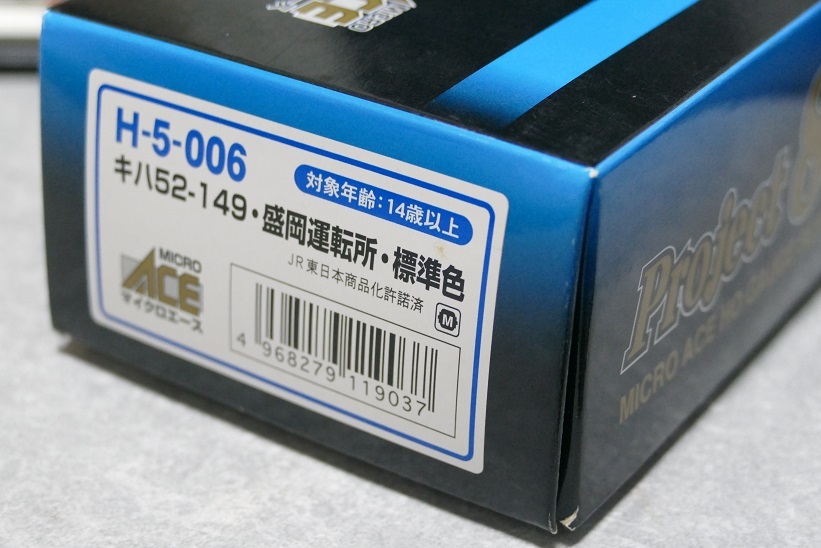 H-5-006
対象年齢:14歳以上
キハ52-149・盛岡運転所・標準色
JR東日本商品化許諾済
MICRO
ACE
マイクロエース
M
4 968279 119037
Project
MICRO ACE